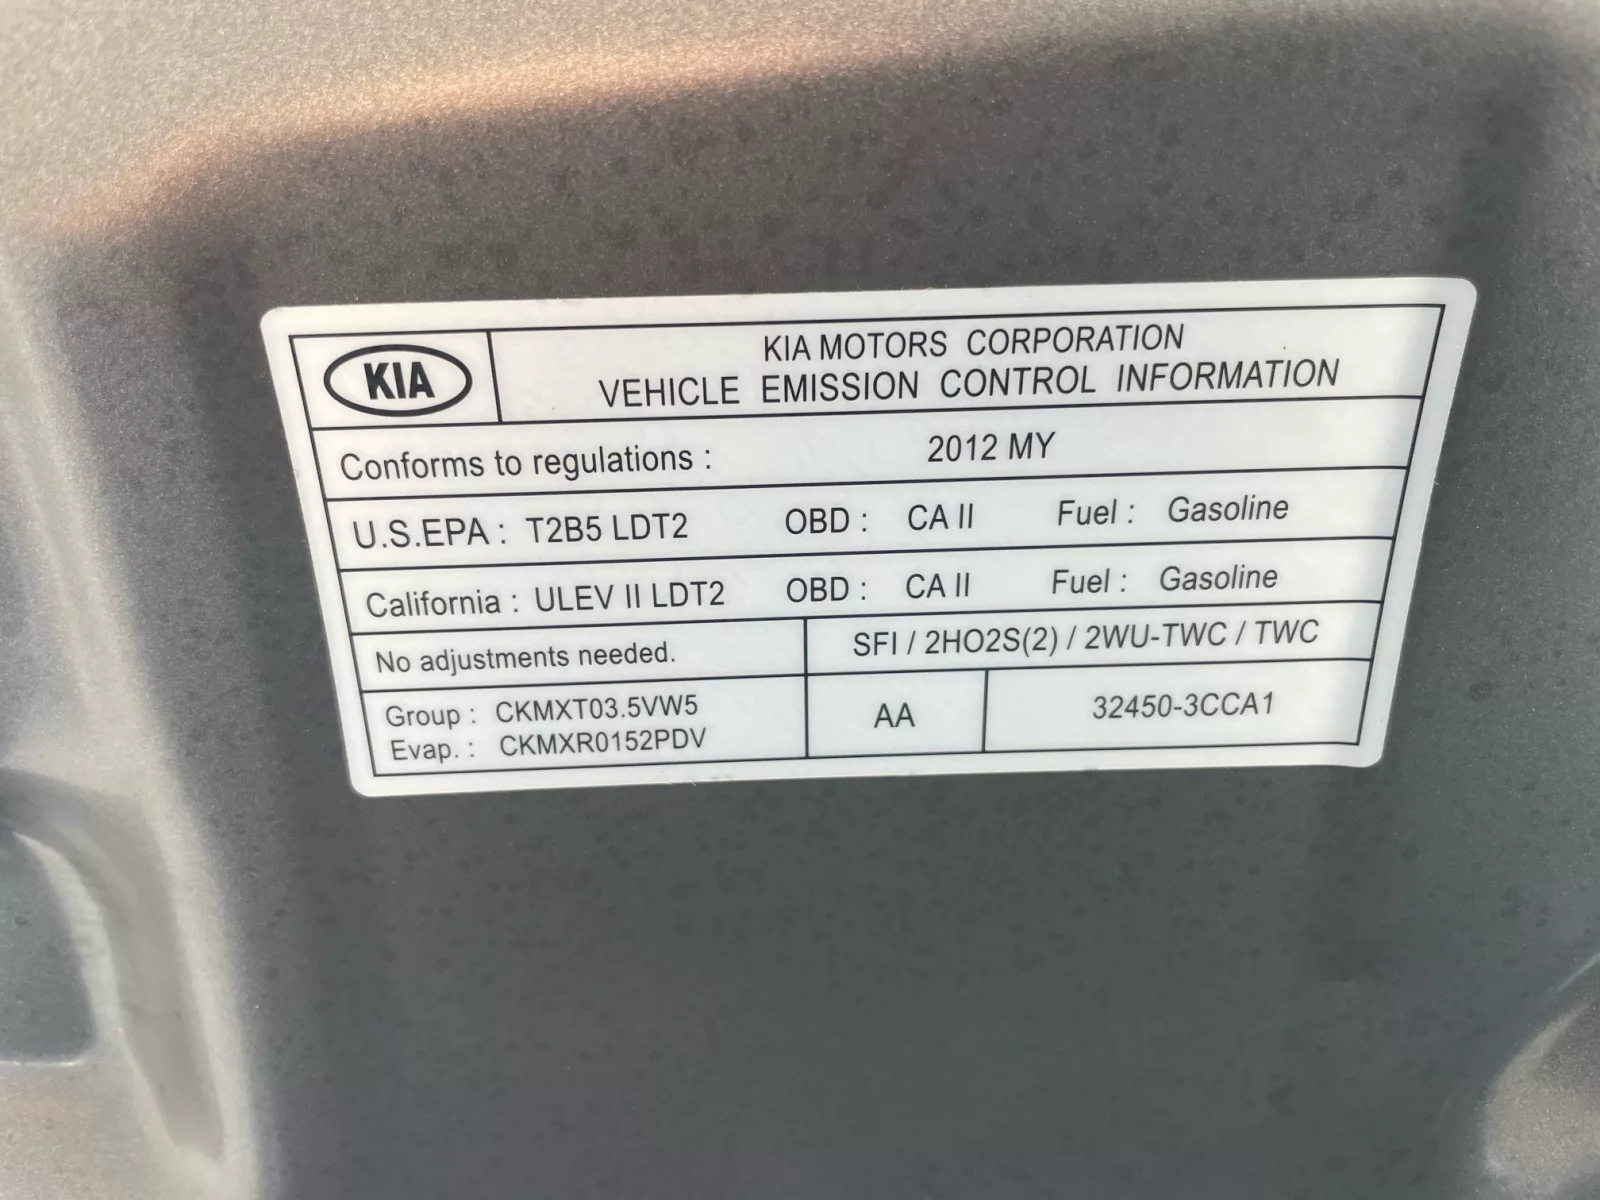 KIA
KIA MOTORS CORPORATION
VEHICLE EMISSION CONTROL INFORMATION
Conforms to regulations : 2012 MY
U.S.EPA : T2B5 LDT2 OBD : CA II Fuel : Gasoline
California : ULEV II LDT2 OBD : CA II Fuel : Gasoline
No adjustments needed. SFI / 2HO2S(2) / 2WU-TWC / TWC
Group : CKMXT03.5VW5
Evap. : CKMXR0152PDV
AA
32450-3CCA1